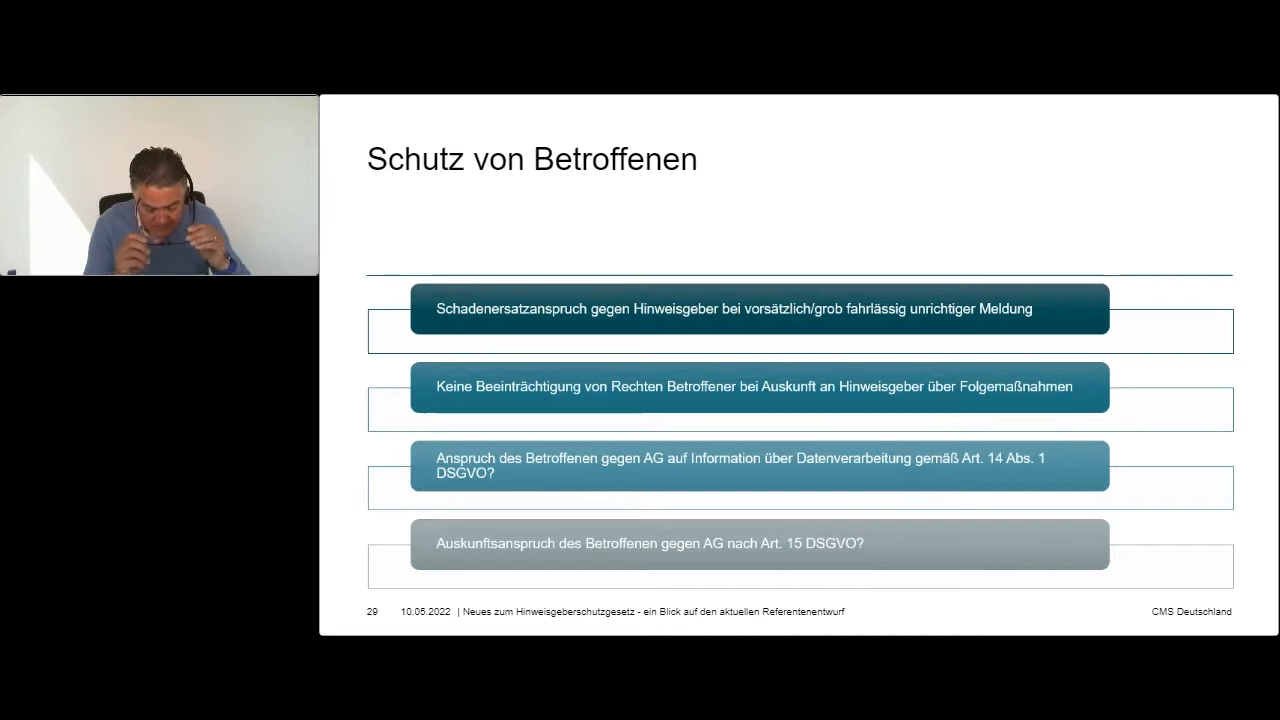 Schutz von Betroffenen
Schadenersatzanspruch gegen Hinweisgeber bei vorsätzlich/grob fahrlässig unrichtiger Meldung
Keine Beeinträchtigung von Rechten Betroffener bei Auskunft an Hinweisgeber über Folgemaßnahmen
Anspruch des Betroffenen gegen AG auf Information über Datenverarbeitung gemäß Art. 14 Abs. 1
DSGVO?
Auskunftsanspruch des Betroffenen gegen AG nach Art. 15 DSGVO?
29 10.05.2022 | Neues zum Hinweisgeberschutzgesetz - ein Blick auf den aktuellen Referentenentwurf CMS Deutschland